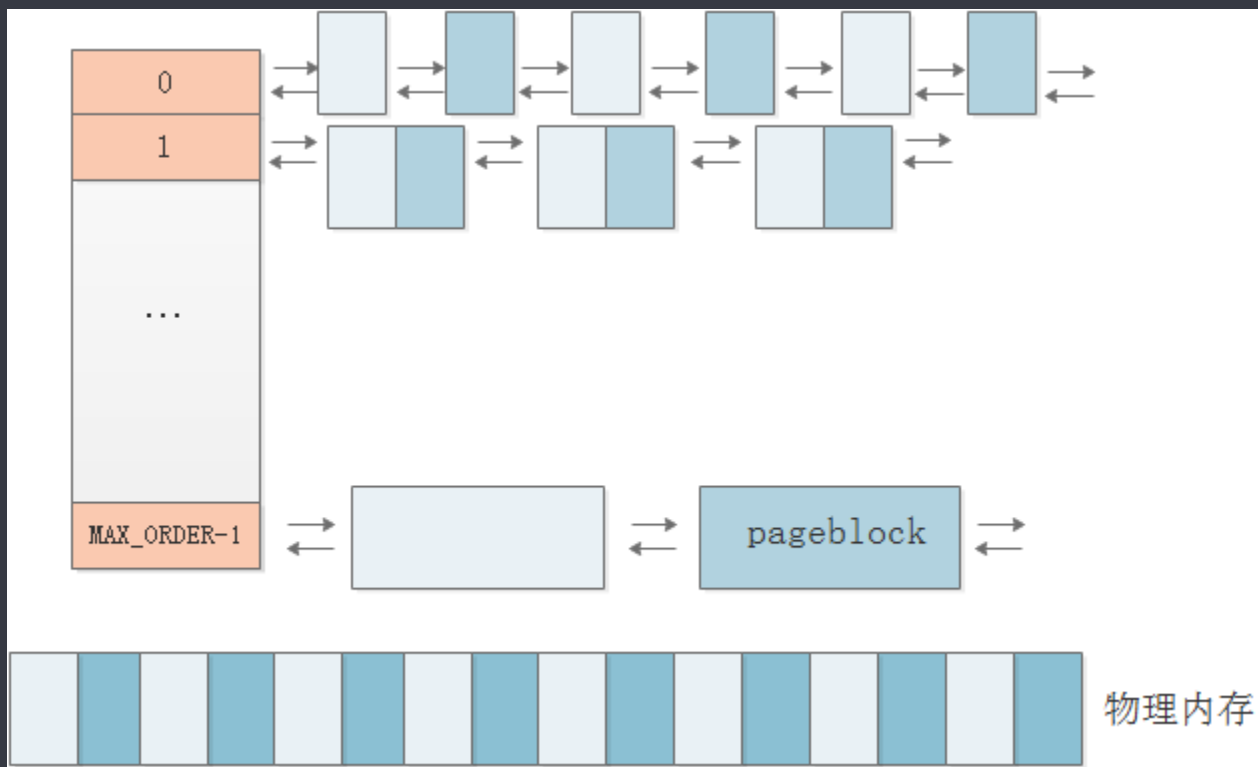 0
1
...
MAX_ORDER-1
pageblock
物理内存